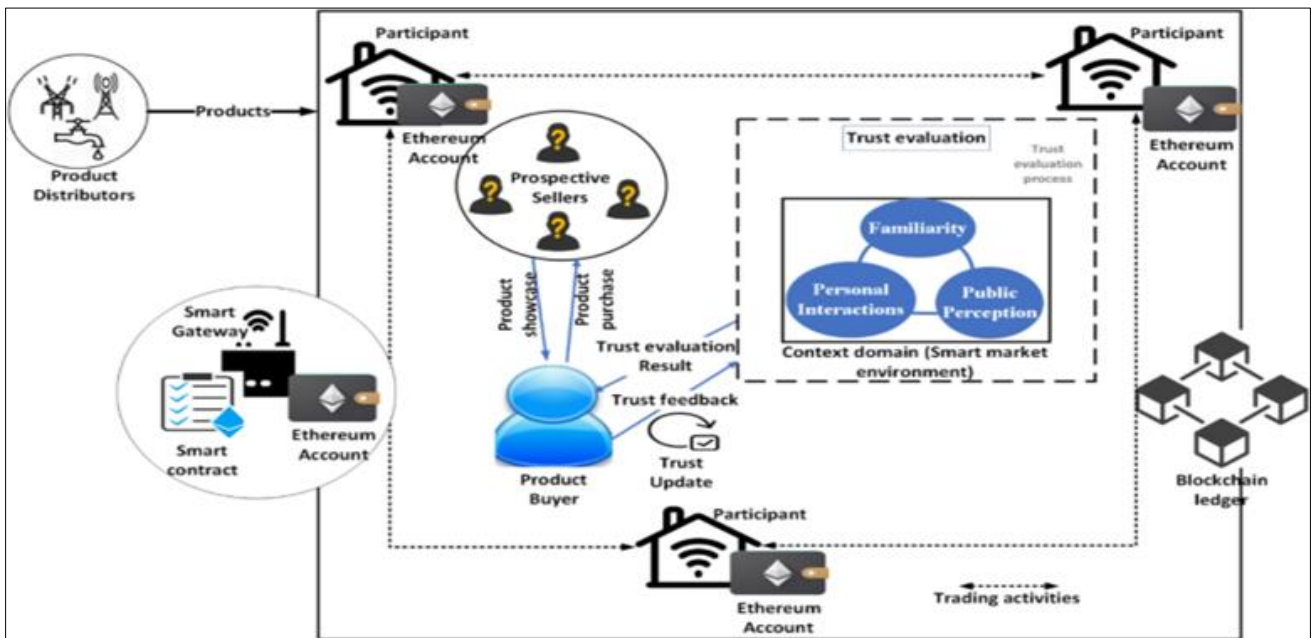 Participant
Participant
Products
Ethereum
Account
Ethereum
Account
Product
Distributors
Prospective
Sellers
Trust evaluation
Trust
evaluation
process
Familiarity
Personal
Interactions
Public
Perception
Context domain (Smart market
environment)
Product
showcase
Product
purchase
Trust evaluation
Result
Trust feedback
Smart
Gateway
Ethereum
Account
Smart
contract
Product
Buyer
Trust
Update
Blockchain
ledger
Participant
Ethereum
Account
Trading activities